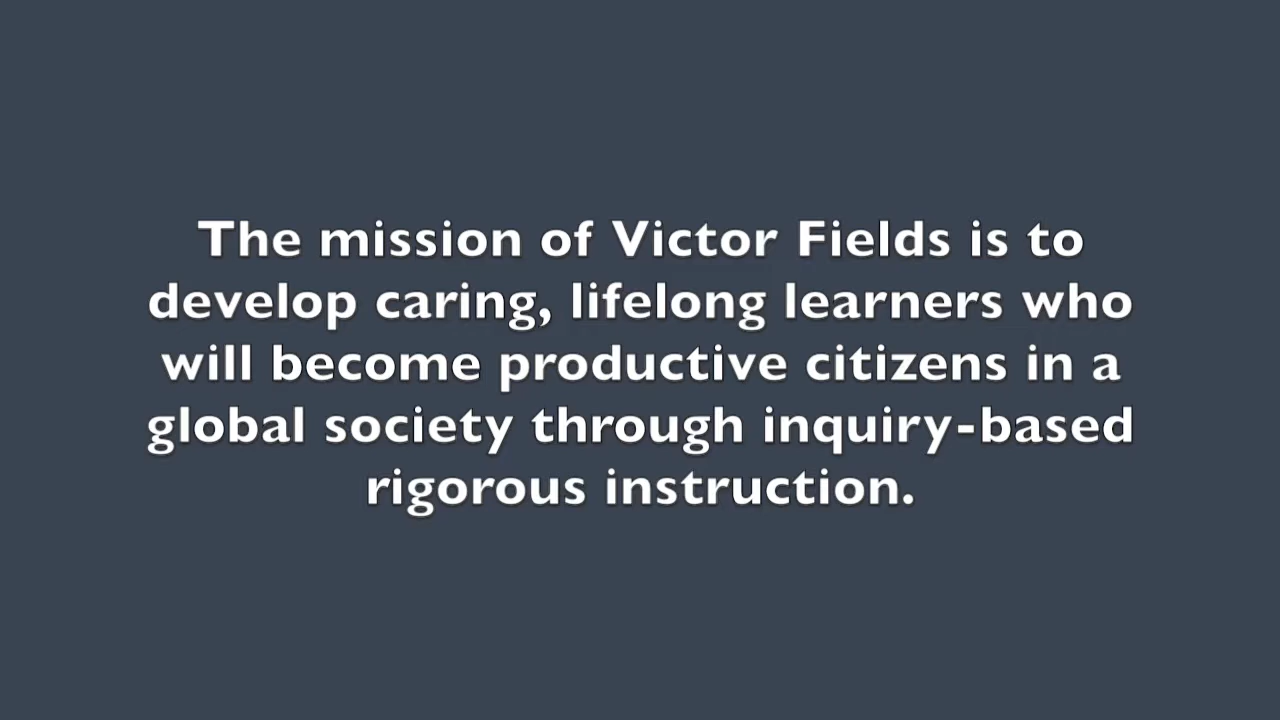 The mission of Victor Fields is to
develop caring, lifelong learners who
will become productive citizens in a
global society through inquiry-based
rigorous instruction.